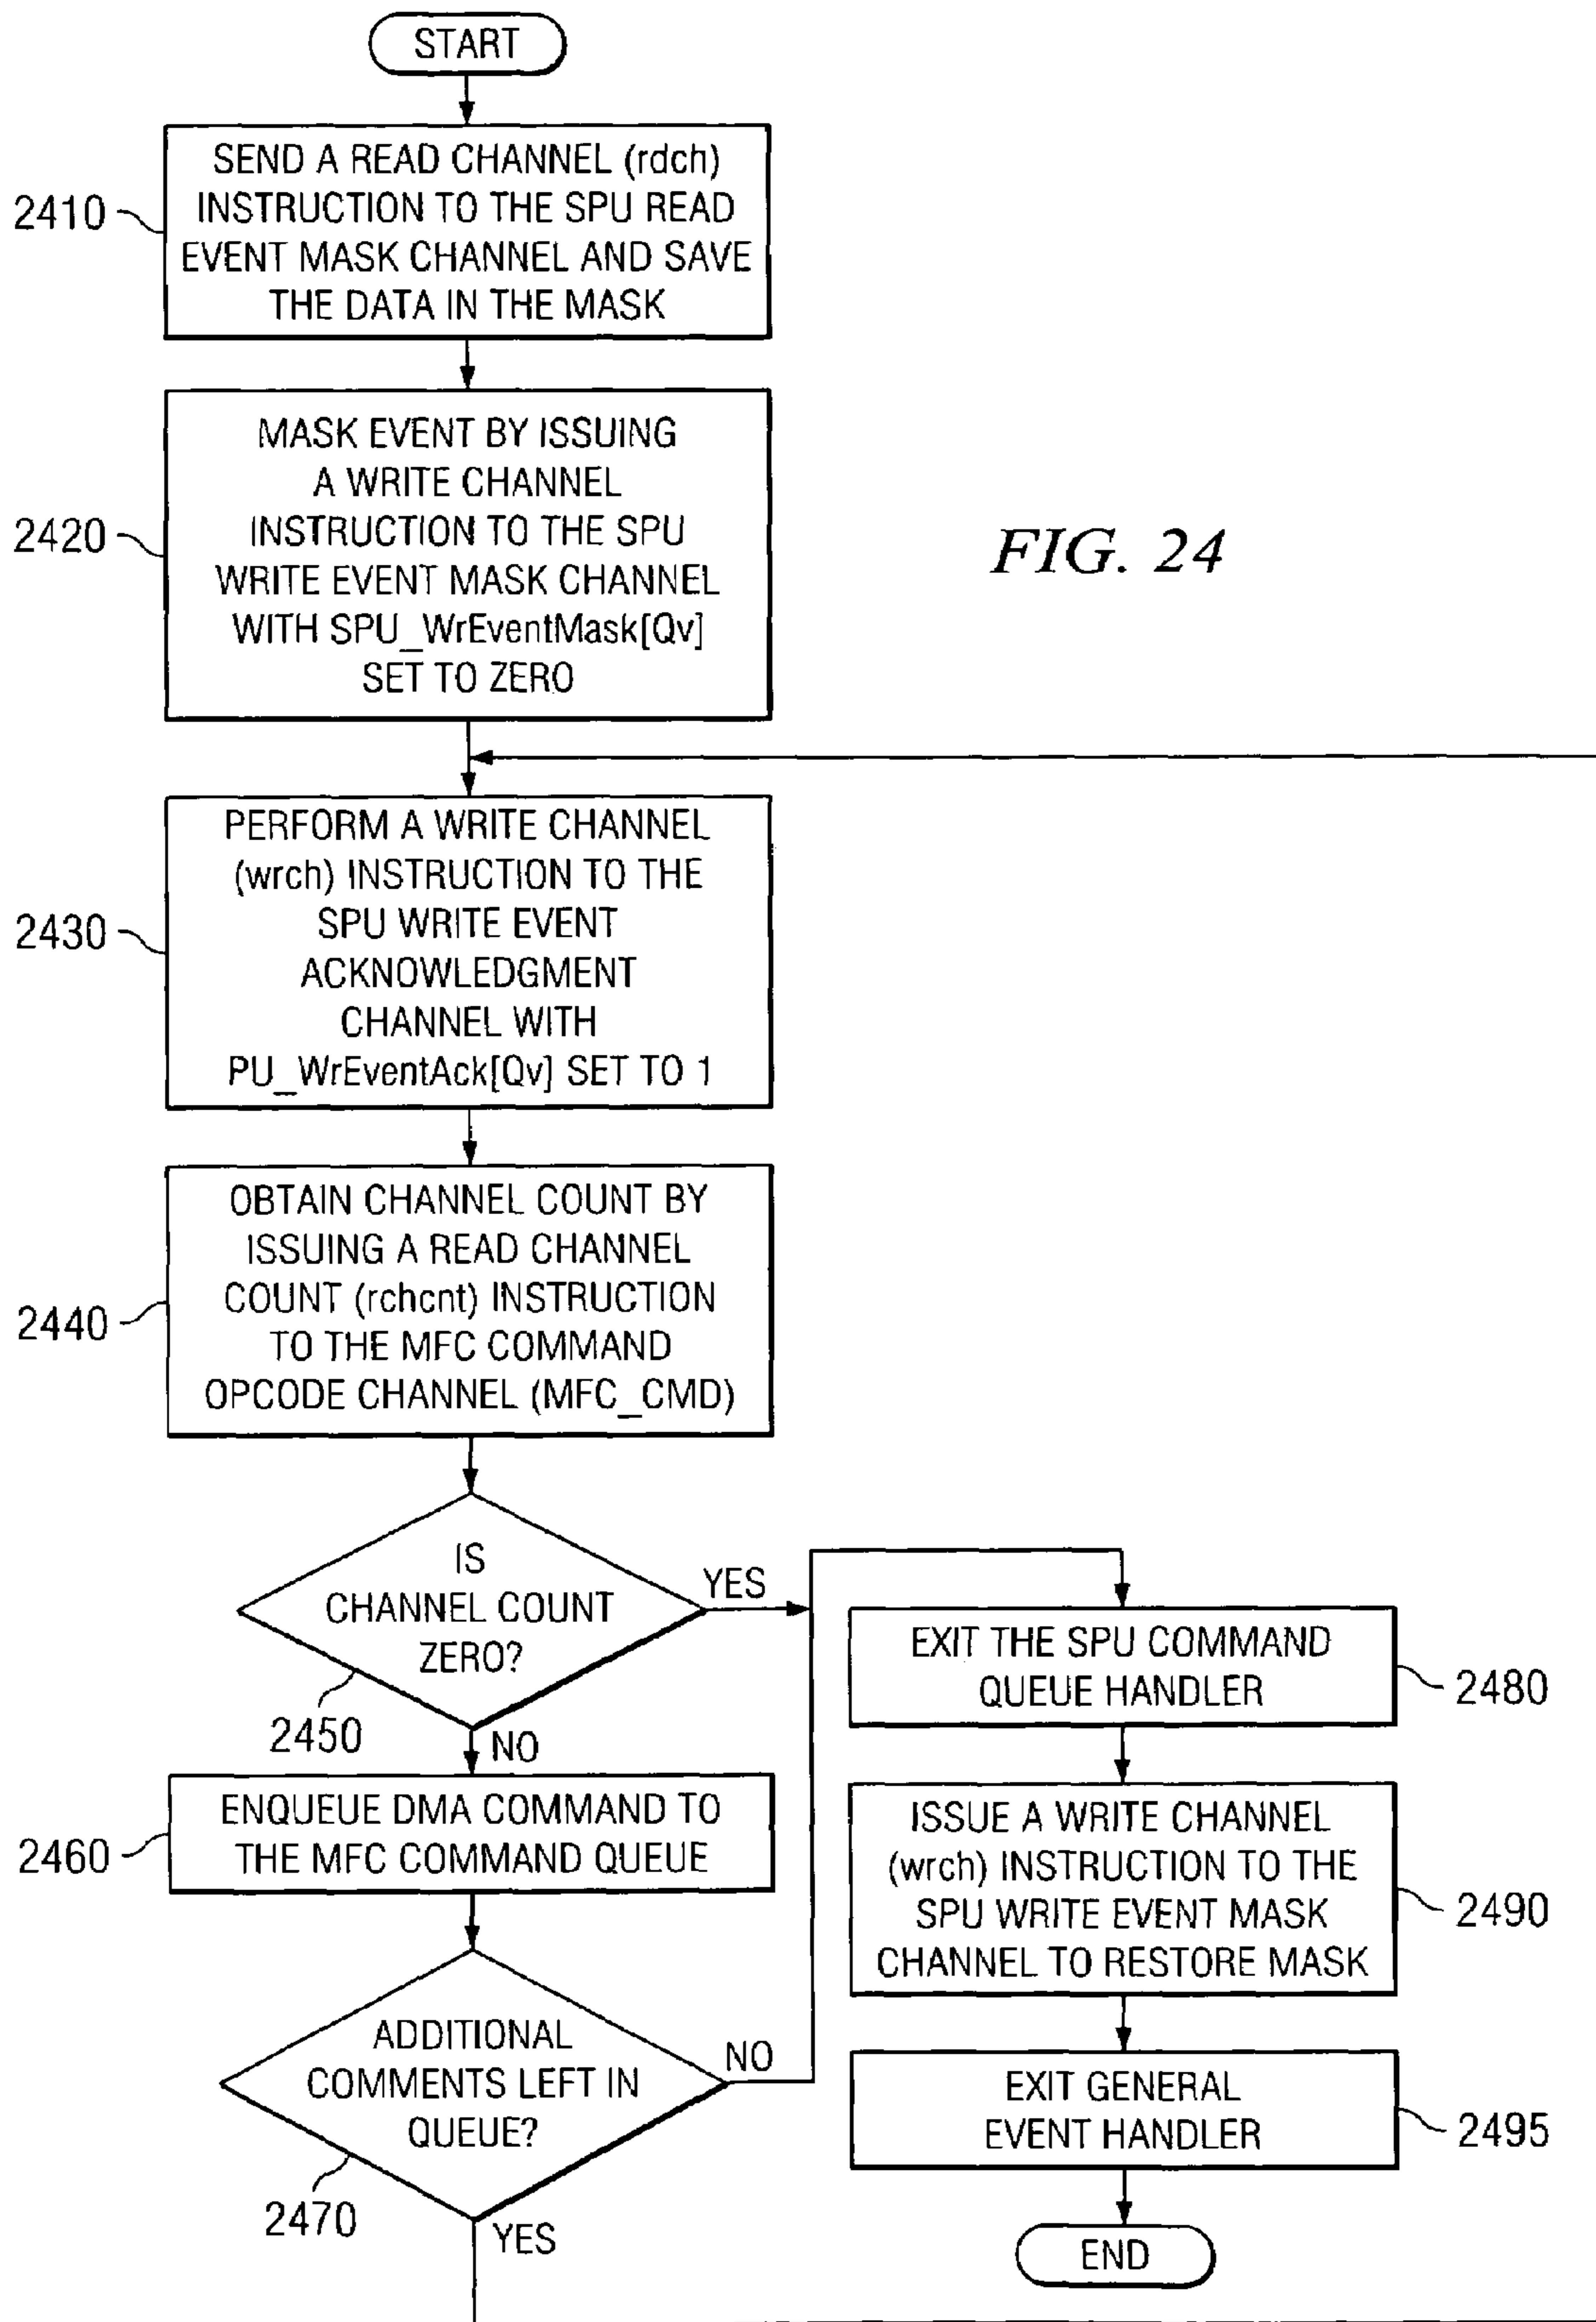 START
SEND A READ CHANNEL (rdch)
INSTRUCTION TO THE SPU READ
EVENT MASK CHANNEL AND SAVE
THE DATA IN THE MASK
2410
MASK EVENT BY ISSUING
A WRITE CHANNEL
INSTRUCTION TO THE SPU
WRITE EVENT MASK CHANNEL
WITH SPU_WrEventMask[Qv]
SET TO ZERO
2420
FIG. 24
PERFORM A WRITE CHANNEL
(wrch) INSTRUCTION TO THE
SPU WRITE EVENT
ACKNOWLEDGMENT
CHANNEL WITH
PU_WrEventAck[Qv] SET TO 1
2430
OBTAIN CHANNEL COUNT BY
ISSUING A READ CHANNEL
COUNT (rchcnt) INSTRUCTION
TO THE MFC COMMAND
OPCODE CHANNEL (MFC_CMD)
2440
IS
CHANNEL COUNT
ZERO?
YES
2450
NO
ENQUEUE DMA COMMAND TO
THE MFC COMMAND QUEUE
2460
ADDITIONAL
COMMENTS LEFT IN
QUEUE?
NO
2470
YES
EXIT THE SPU COMMAND
QUEUE HANDLER
2480
ISSUE A WRITE CHANNEL
(wrch) INSTRUCTION TO THE
SPU WRITE EVENT MASK
CHANNEL TO RESTORE MASK
2490
EXIT GENERAL
EVENT HANDLER
2495
END